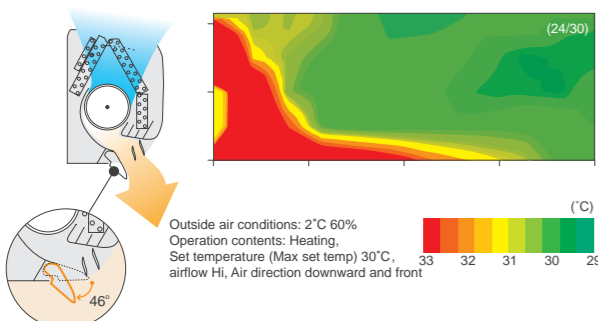 (24/30)
Outside air conditions: 2˚C 60%
Operation contents: Heating,
Set temperature (Max set temp) 30˚C,
airflow Hi, Air direction downward and front
46°
(˚C)
33 32 31 30 29